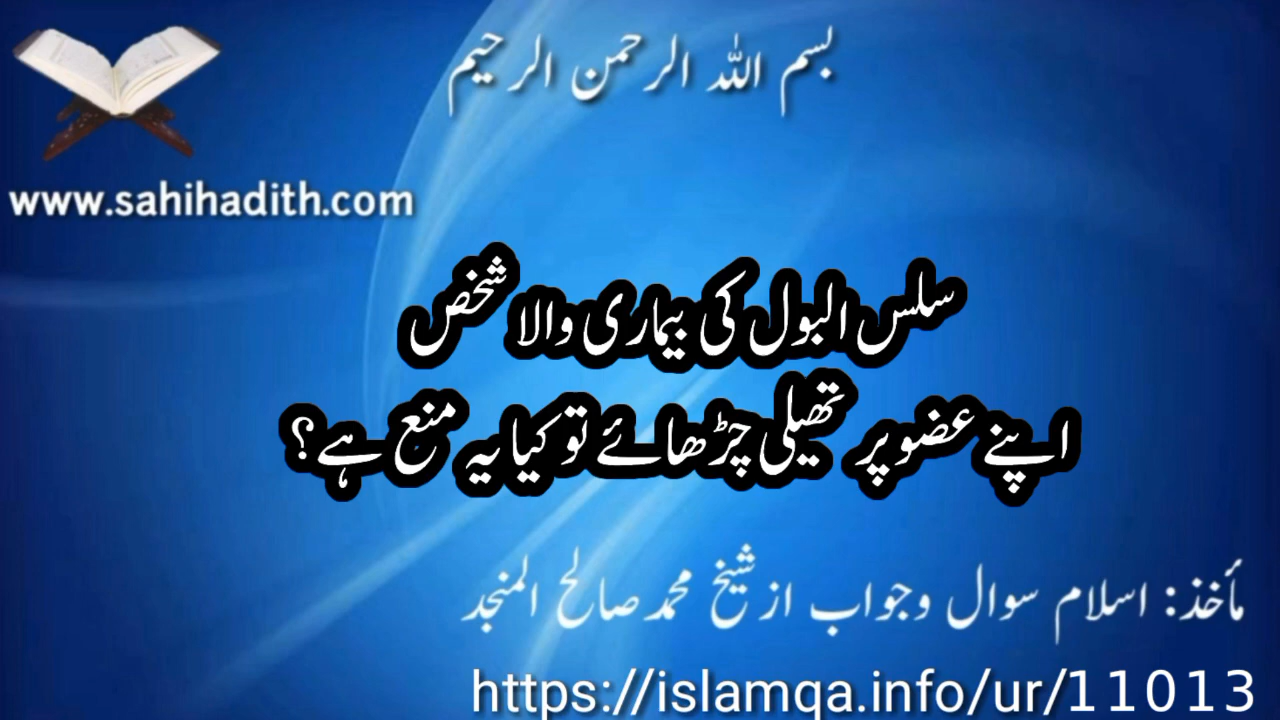 بسم اللہ الرحمن الرحیم
www.sahihadith.com
سلس البول کی بیماری والا شخص
اپنے عضو پر تھیلی چڑھائے تو کیا یہ منع ہے؟
مأخذ: اسلام سوال وجواب از شیخ محمد صالح المنجد
https://islamqa.info/ur/11013